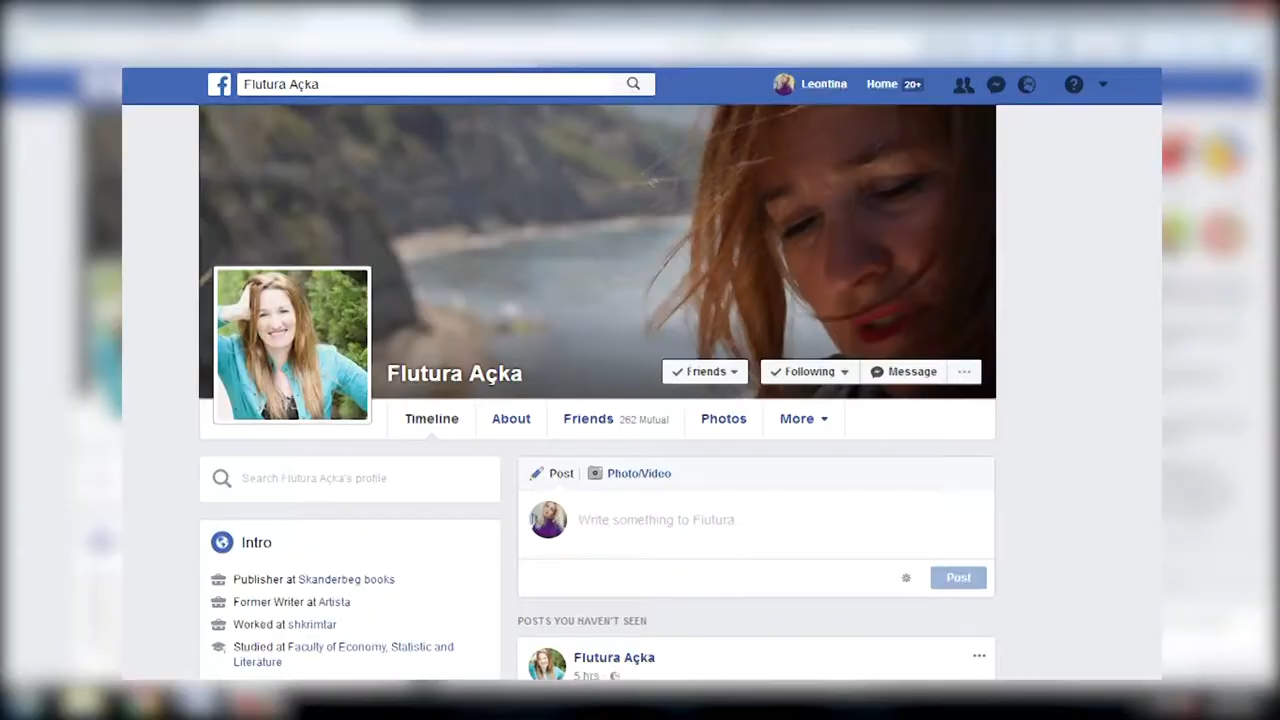 Flutura Açka
Leontina
Home 20+
Flutura Açka
Friends
Following
Message
Timeline
About
Friends 262 Mutual
Photos
More
Search Flutura Açka's profile
Post
Photo/Video
Write something to Flutura...
Post
Intro
Publisher at Skanderbeg books
Former Writer at Artista
Worked at shkrimtar
Studied at Faculty of Economy, Statistic and
Literature
POSTS YOU HAVEN'T SEEN
Flutura Açka
5 hrs